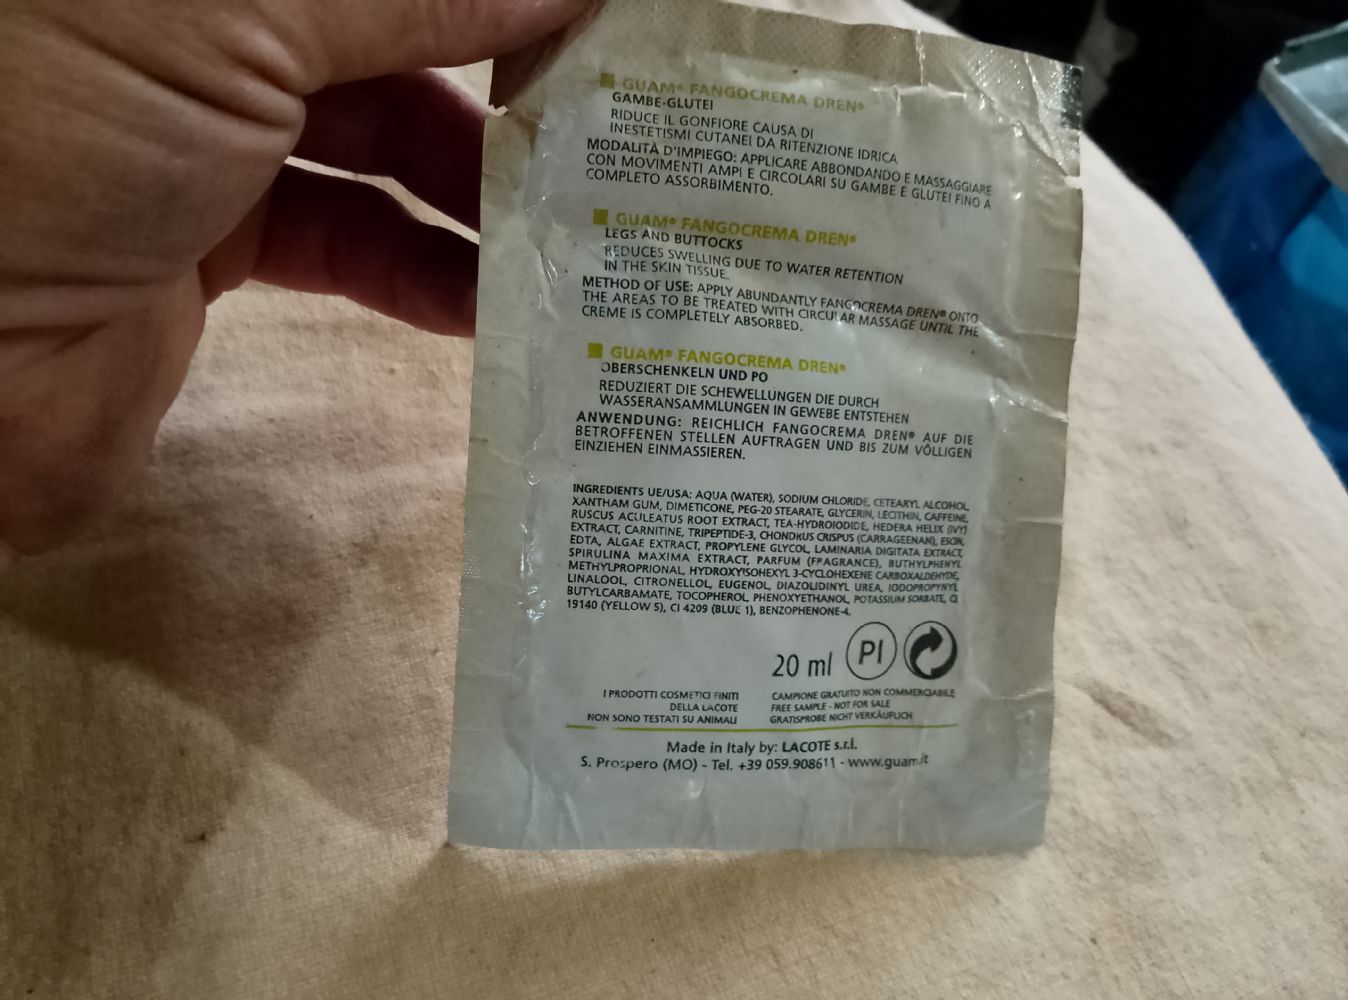 GUAM® FANGOCREMA DREN®
GAMBE-GLUTEI
RIDUCE IL GONFIORE CAUSA DI
INESTETISMI CUTANEI DA RITENZIONE IDRICA
MODALITÀ D'IMPIEGO: APPLICARE ABBONDANDO E MASSAGGIARE
CON MOVIMENTI AMPI E CIRCOLARI SU GAMBE E GLUTEI FINO A
COMPLETO ASSORBIMENTO.
GUAM® FANGOCREMA DREN®
LEGS AND BUTTOCKS
REDUCES SWELLING DUE TO WATER RETENTION
IN THE SKIN TISSUE.
METHOD OF USE: APPLY ABUNDANTLY FANGOCREMA DREN® ONTO
THE AREAS TO BE TREATED WITH CIRCULAR MASSAGE UNTIL THE
CREME IS COMPLETELY ABSORBED.
GUAM® FANGOCREMA DREN®
OBERSCHENKELN UND PO
REDUZIERT DIE SCHEWELLUNGEN DIE DURCH
WASSERANSAMMLUNGEN IN GEWEBE ENTSTEHEN
ANWENDUNG: REICHLICH FANGOCREMA DREN® AUF DIE
BETROFFENEN STELLEN AUFTRAGEN UND BIS ZUM VÖLLIGEN
EINZIEHEN EINMASSIEREN.
INGREDIENTS UE/USA: AQUA (WATER), SODIUM CHLORIDE, CETEARYL ALCOHOL,
XANTHAM GUM, DIMETICONE, PEG-20 STEARATE, GLYCERIN, LECITHIN, CAFFEINE,
RUSCUS ACULEATUS ROOT EXTRACT, TEA-HYDROIODIDE, HEDERA HELIX (IVY)
EXTRACT, CARNITINE, TRIPEPTIDE-3, CHONDRUS CRISPUS (CARRAGEENAN), ESCIN,
EDTA, ALGAE EXTRACT, PROPYLENE GLYCOL, LAMINARIA DIGITATA EXTRACT,
SPIRULINA MAXIMA EXTRACT, PARFUM (FRAGRANCE), BUTHYLPHENYL
METHYLPROPRIONAL, HYDROXYISOHEXYL 3-CYCLOHEXENE CARBOXALDEHYDE,
LINALOOL, CITRONELLOL, EUGENOL, DIAZOLIDINYL UREA, IODOPROPYNYL
BUTYLCARBAMATE, TOCOPHEROL, PHENOXYETHANOL, POTASSIUM SORBATE, CI
19140 (YELLOW 5), CI 4209 (BLUE 1), BENZOPHENONE-4.
20 ml PI
I PRODOTTI COSMETICI FINITI
DELLA LACOTE
NON SONO TESTATI SU ANIMALI
CAMPIONE GRATUITO NON COMMERCIABILE
FREE SAMPLE - NOT FOR SALE
GRATISPROBE NICHT VERKÄUFLICH
Made in Italy by: LACOTE s.r.l.
S. Prospero (MO) - Tel. +39 059.908611 - www.guam.it